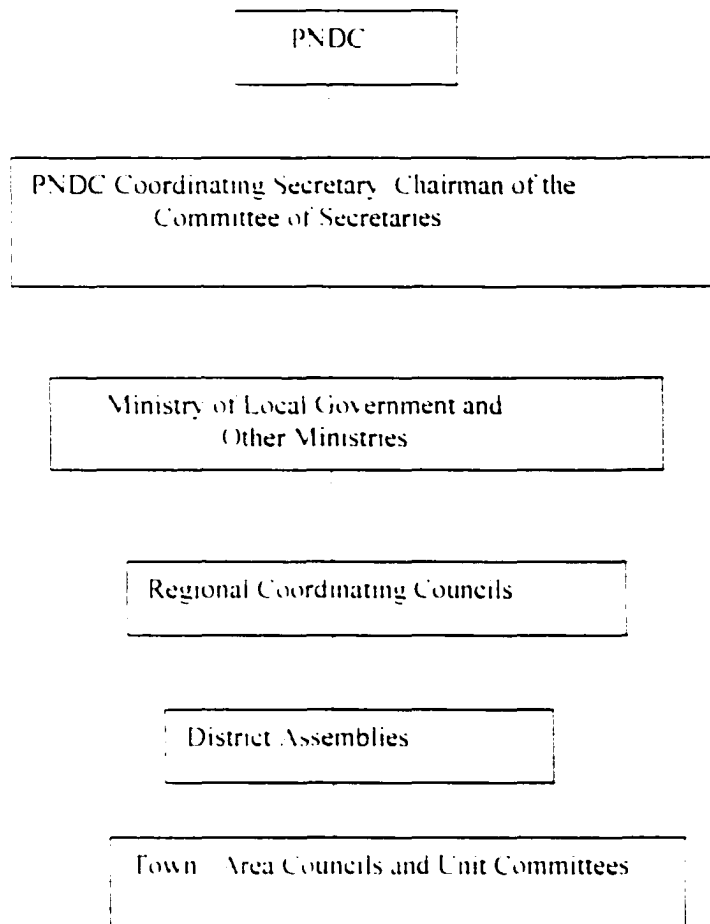 PNDC
PNDC Coordinating Secretary Chairman of the
Committee of Secretaries
Ministry of Local Government and
Other Ministries
Regional Coordinating Councils
District Assemblies
Town Area Councils and Unit Committees